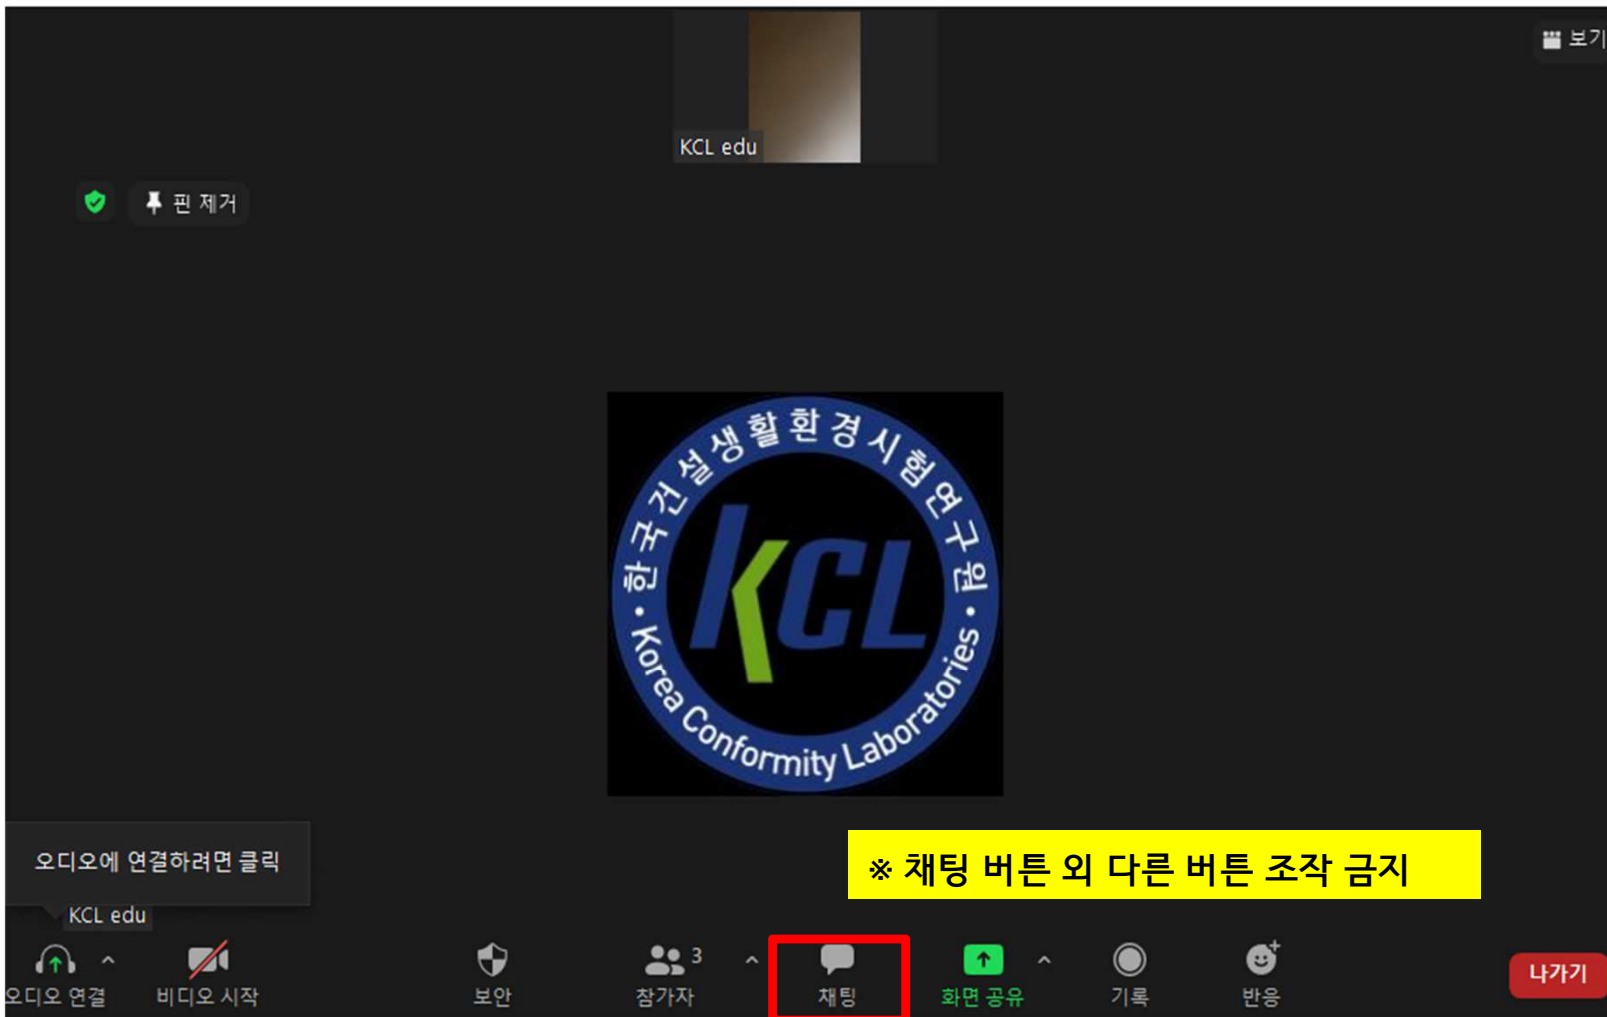 보기
KCL edu
핀 제거
한국건설생활환경시험연구원
KCL
Korea Conformity Laboratories
오디오에 연결하려면 클릭
※ 채팅 버튼 외 다른 버튼 조작 금지
KCL edu
3
오디오 연결
비디오 시작
보안
참가자
채팅
화면 공유
기록
반응
나가기